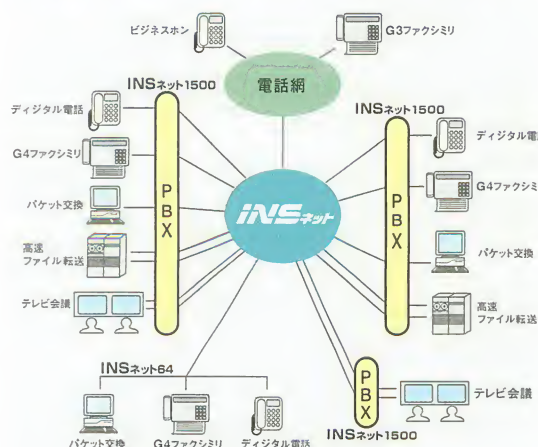 ビジネスホン
G3ファクシミリ
電話網
INSネット1500
ディジタル電話
G4ファクシミリ
パケット交換
高速
ファイル転送
テレビ会議
PBX
INSネット
INSネット1500
PBX
ディジタル電
G4ファクシミ
パケット交換
高速
ファイル転送
INSネット64
パケット交換
G4ファクシミリ
ディジタル電話
PBX
テレビ会議
INSネット1500